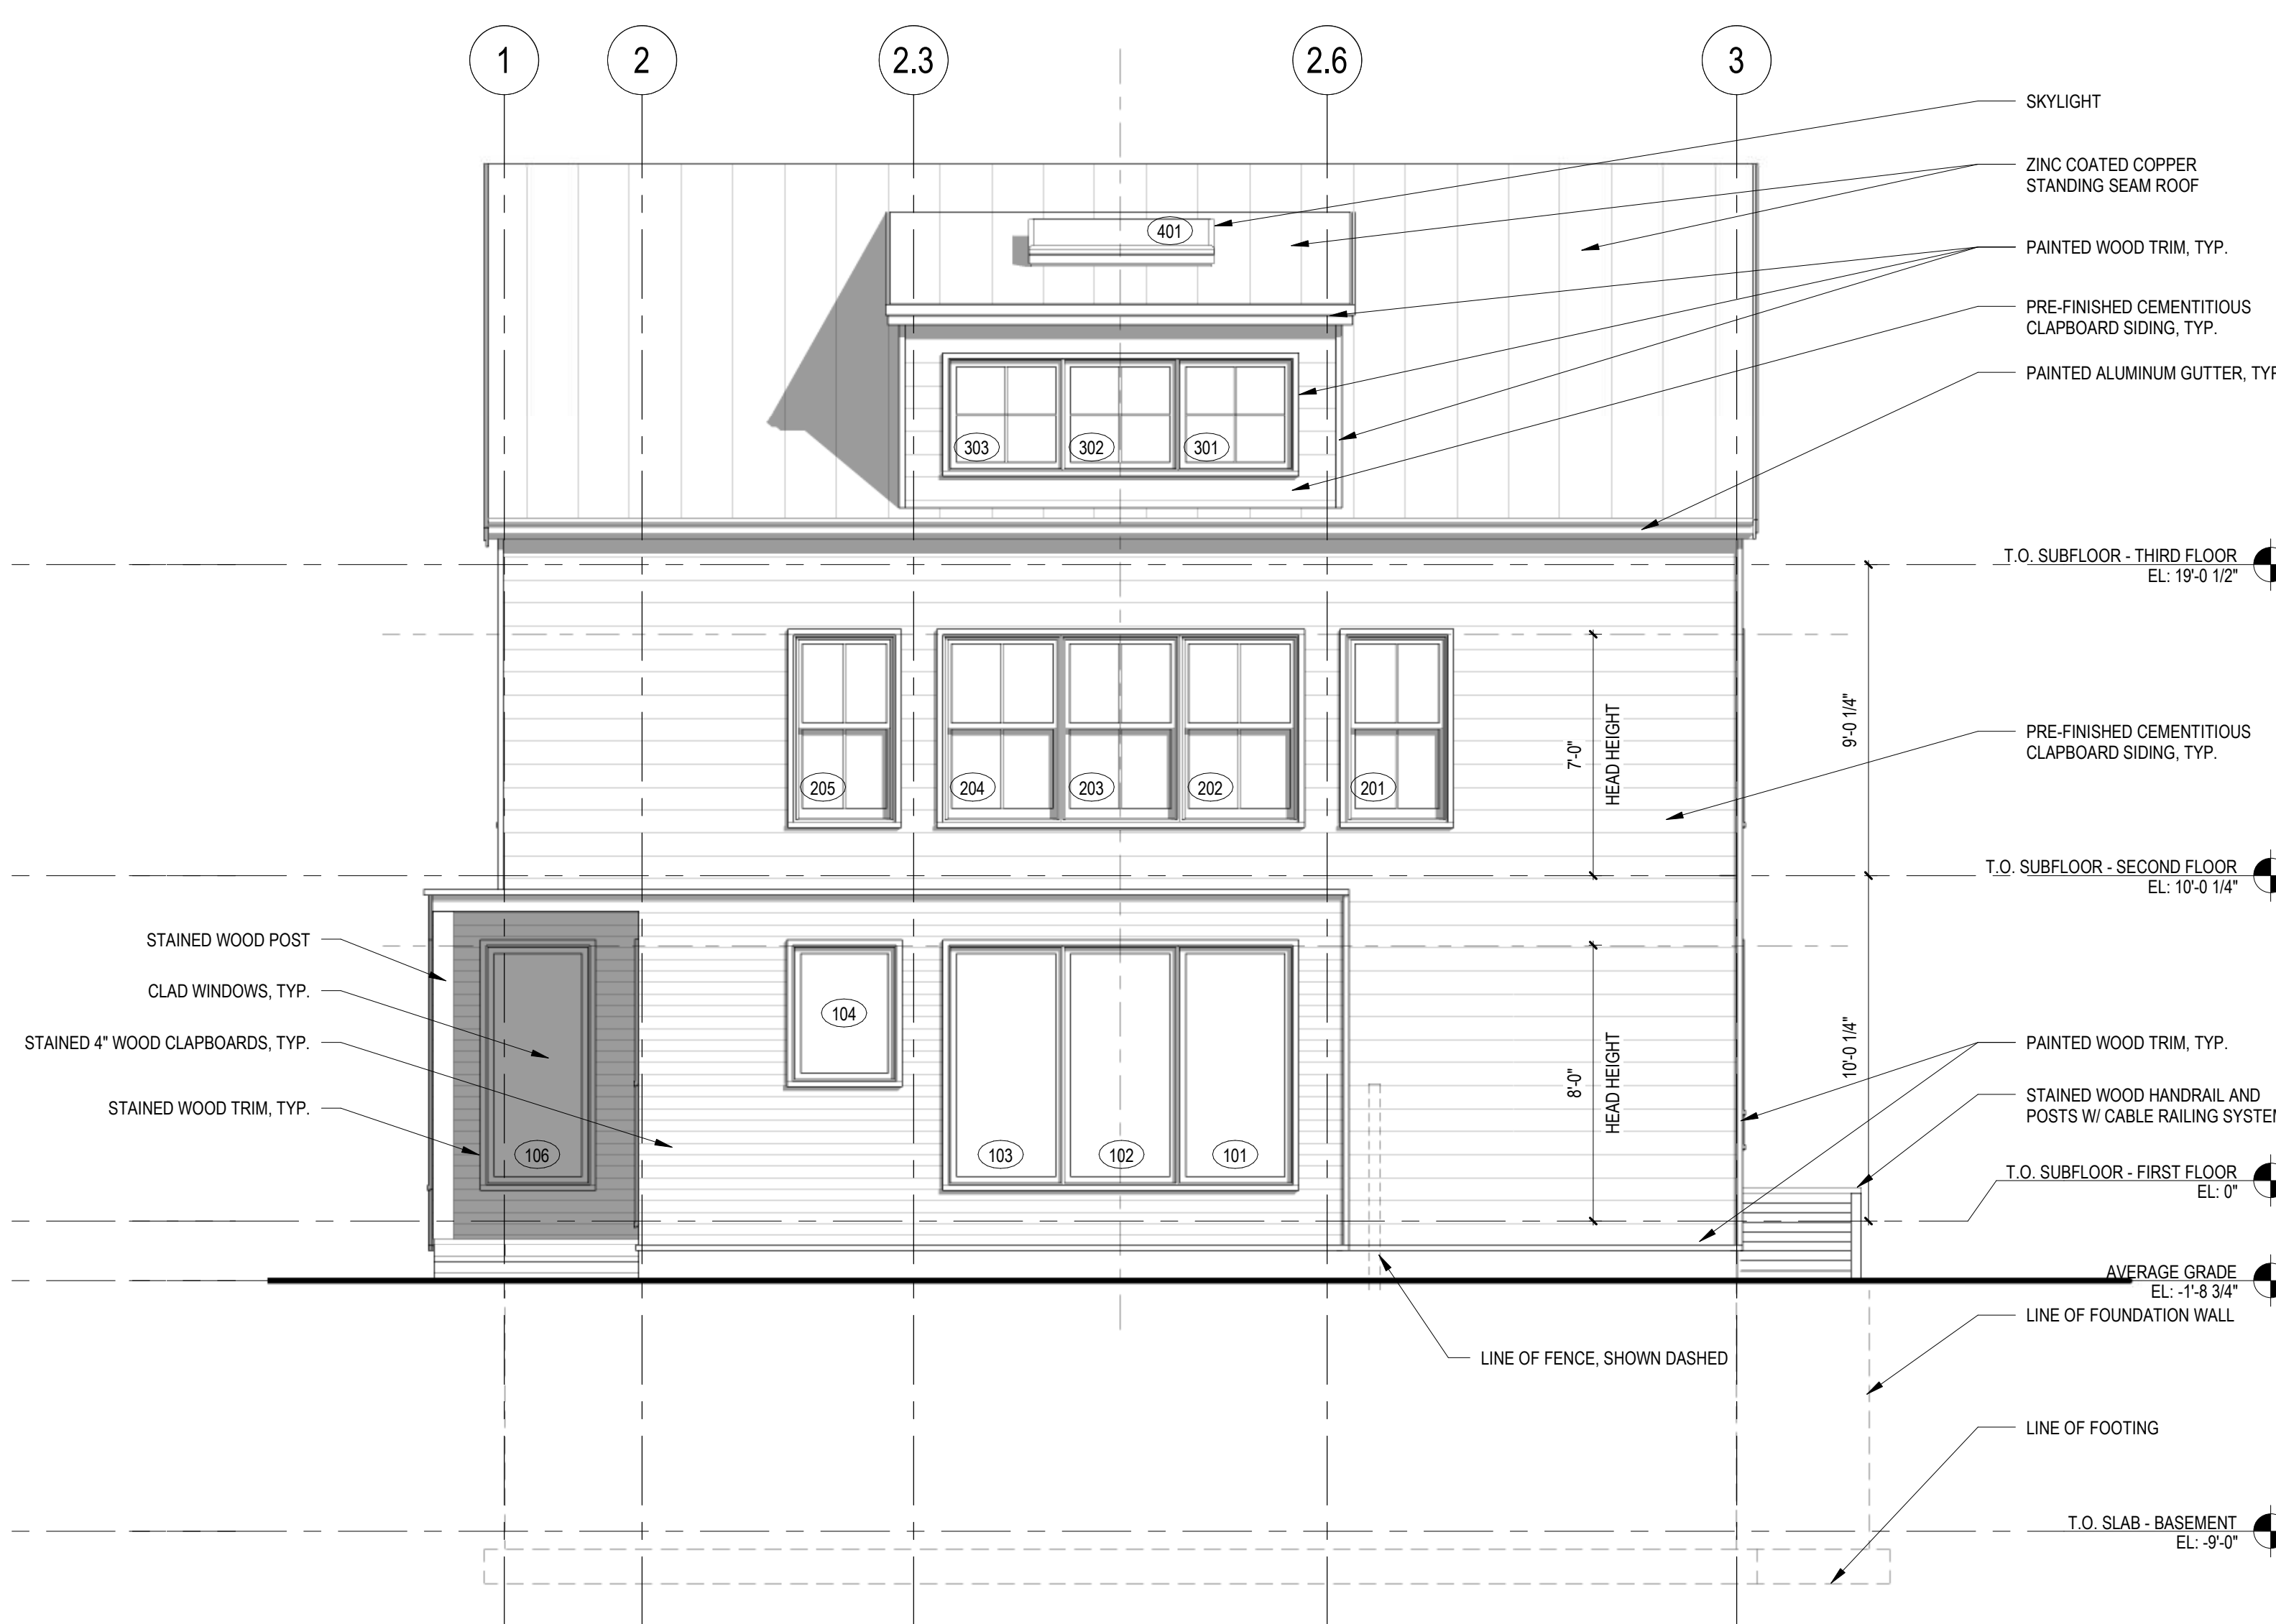 1
2
2.3
2.6
3
SKYLIGHT
ZINC COATED COPPER
STANDING SEAM ROOF
401
PAINTED WOOD TRIM, TYP.
PRE-FINISHED CEMENTITIOUS
CLAPBOARD SIDING, TYP.
PAINTED ALUMINUM GUTTER, TYP
303
302
301
T.O. SUBFLOOR - THIRD FLOOR
EL: 19'-0 1/2"
9'-0 1/4"
7'-0"
HEAD HEIGHT
PRE-FINISHED CEMENTITIOUS
CLAPBOARD SIDING, TYP.
205
204
203
202
201
T.O. SUBFLOOR - SECOND FLOOR
EL: 10'-0 1/4"
STAINED WOOD POST
CLAD WINDOWS, TYP.
STAINED 4" WOOD CLAPBOARDS, TYP.
STAINED WOOD TRIM, TYP.
104
106
103
102
101
8'-0"
HEAD HEIGHT
10'-0 1/4"
PAINTED WOOD TRIM, TYP.
STAINED WOOD HANDRAIL AND
POSTS W/ CABLE RAILING SYSTEM
T.O. SUBFLOOR - FIRST FLOOR
EL: 0"
AVERAGE GRADE
EL: -1'-8 3/4"
LINE OF FOUNDATION WALL
LINE OF FENCE, SHOWN DASHED
LINE OF FOOTING
T.O. SLAB - BASEMENT
EL: -9'-0"